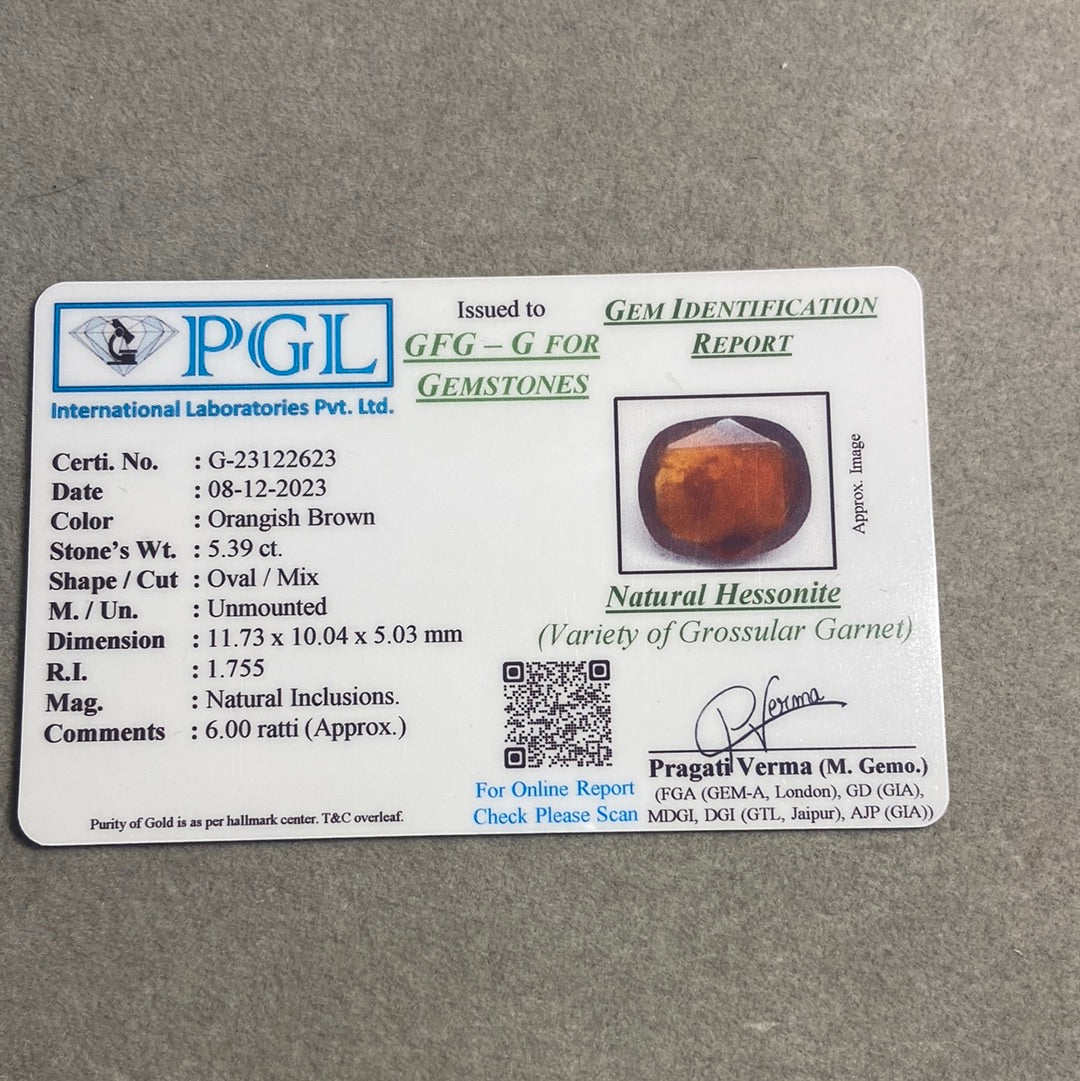 PGL
International Laboratories Pvt. Ltd.
Issued to
GFG – G FOR
GEMSTONES
GEM IDENTIFICATION
REPORT
Certi. No. : G-23122623
Date : 08-12-2023
Color : Orangish Brown
Stone's Wt. : 5.39 ct.
Shape / Cut : Oval / Mix
M. / Un. : Unmounted
Dimension : 11.73 x 10.04 x 5.03 mm
R.I. : 1.755
Mag. : Natural Inclusions.
Comments : 6.00 ratti (Approx.)
Purity of Gold is as per hallmark center. T&C overleaf.
Approx. Image
Natural Hessonite
(Variety of Grossular Garnet)
For Online Report
Check Please Scan
PVerma
Pragati Verma (M. Gemo.)
(FGA (GEM-A, London), GD (GIA),
MDGI, DGI (GTL, Jaipur), AJP (GIA))